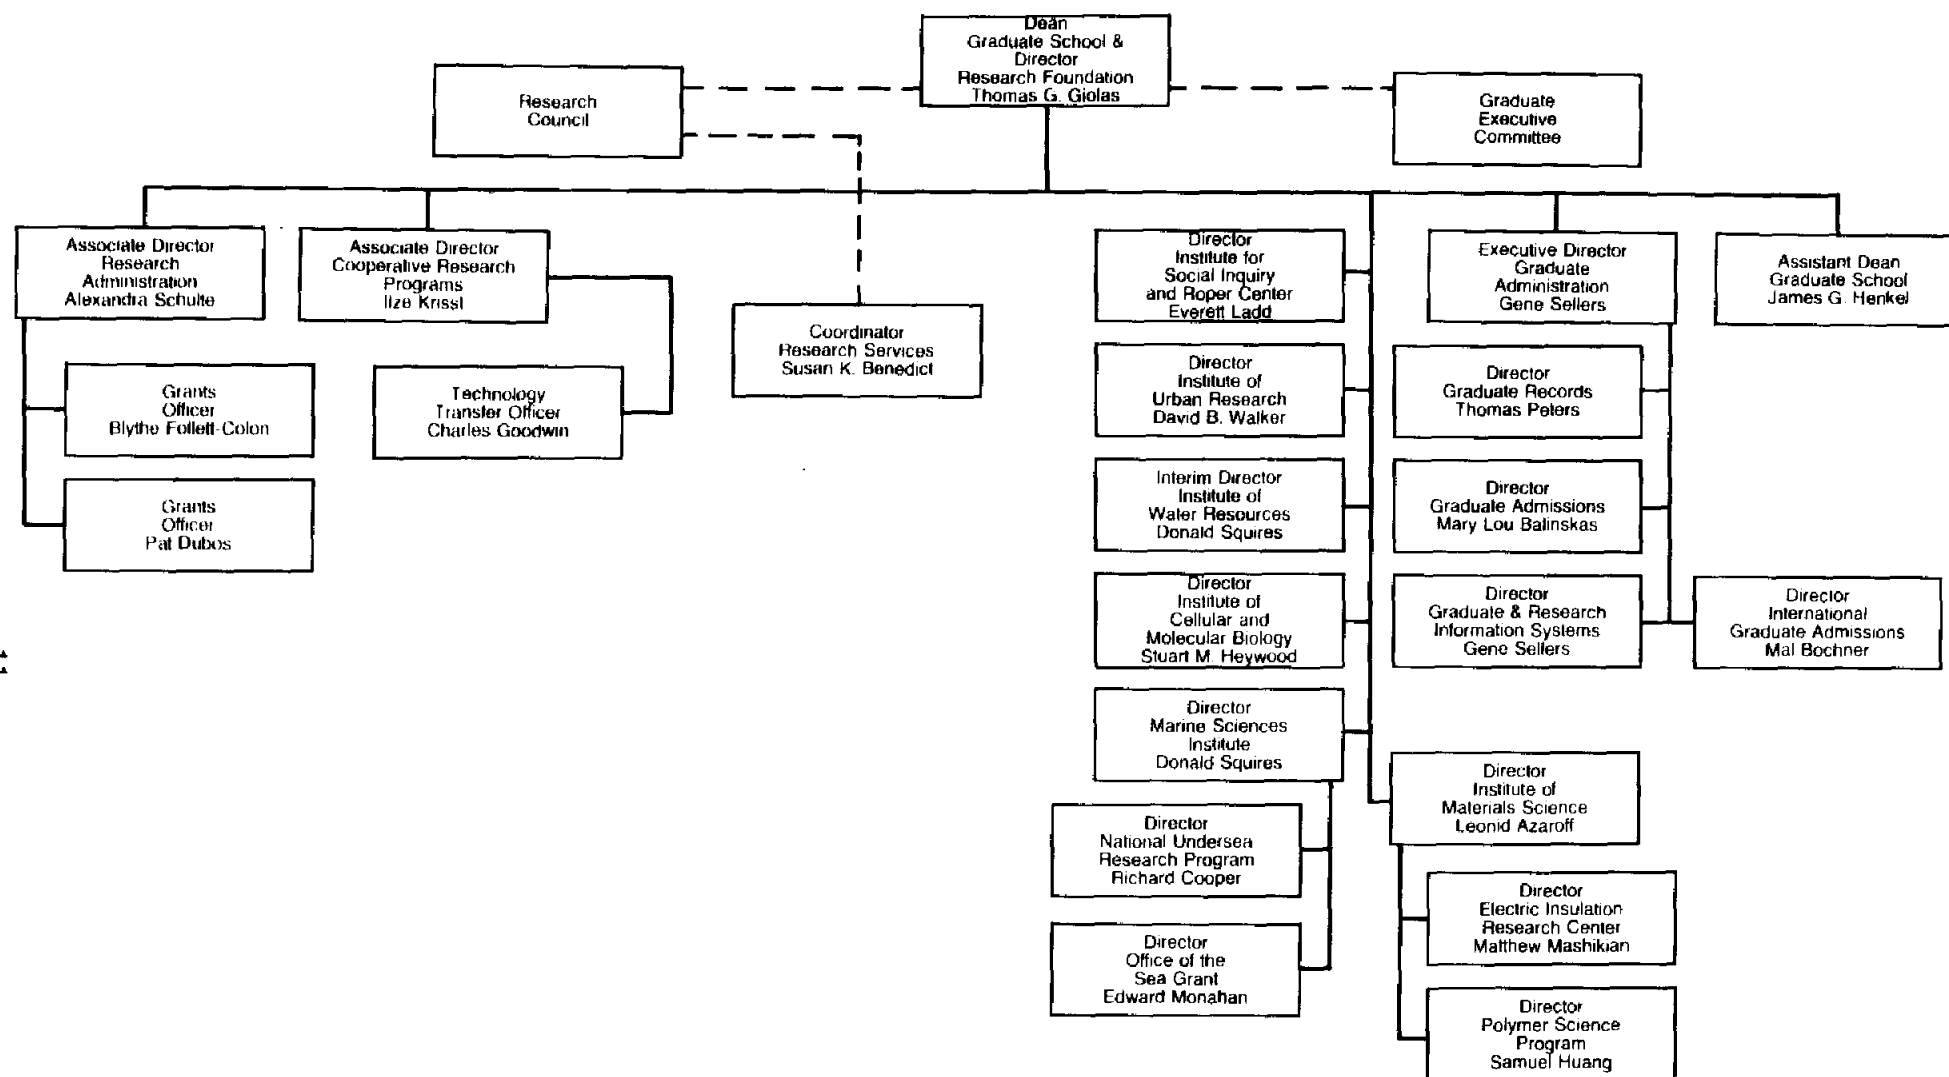 Dean
Graduate School &
Director
Research Foundation
Thomas G. Giolas
Research
Council
Graduate
Executive
Committee
Associate Director
Research
Administration
Alexandra Schulte
Associate Director
Cooperative Research
Programs
Ilze Krisst
Coordinator
Research Services
Susan K. Benedict
Grants
Officer
Blythe Follett-Colon
Technology
Transfer Officer
Charles Goodwin
Grants
Officer
Pat Dubos
Director
Institute for
Social Inquiry
and Roper Center
Everett Ladd
Executive Director
Graduate
Administration
Gene Sellers
Assistant Dean
Graduate School
James G. Henkel
Director
Institute of
Urban Research
David B. Walker
Director
Graduate Records
Thomas Peters
Interim Director
Institute of
Water Resources
Donald Squires
Director
Graduate Admissions
Mary Lou Balinskas
Director
Institute of
Cellular and
Molecular Biology
Stuart M. Heywood
Director
Graduate & Research
Information Systems
Gene Sellers
Director
International
Graduate Admissions
Mal Bochner
Director
Marine Sciences
Institute
Donald Squires
Director
Institute of
Materials Science
Leonid Azaroff
Director
National Undersea
Research Program
Richard Cooper
Director
Electric Insulation
Research Center
Matthew Mashikian
Director
Office of the
Sea Grant
Edward Monahan
Director
Polymer Science
Program
Samuel Huang